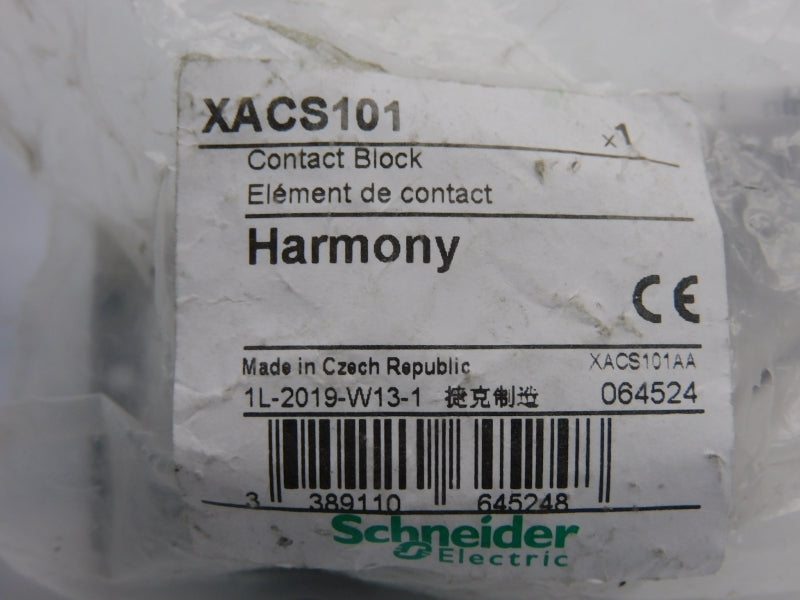 XACS101
x1
Contact Block
Elément de contact
Harmony
CE
Made in Czech Republic XACS101AA
1L-2019-W13-1 捷克制造 064524
3 389110 645248
Schneider
Electric